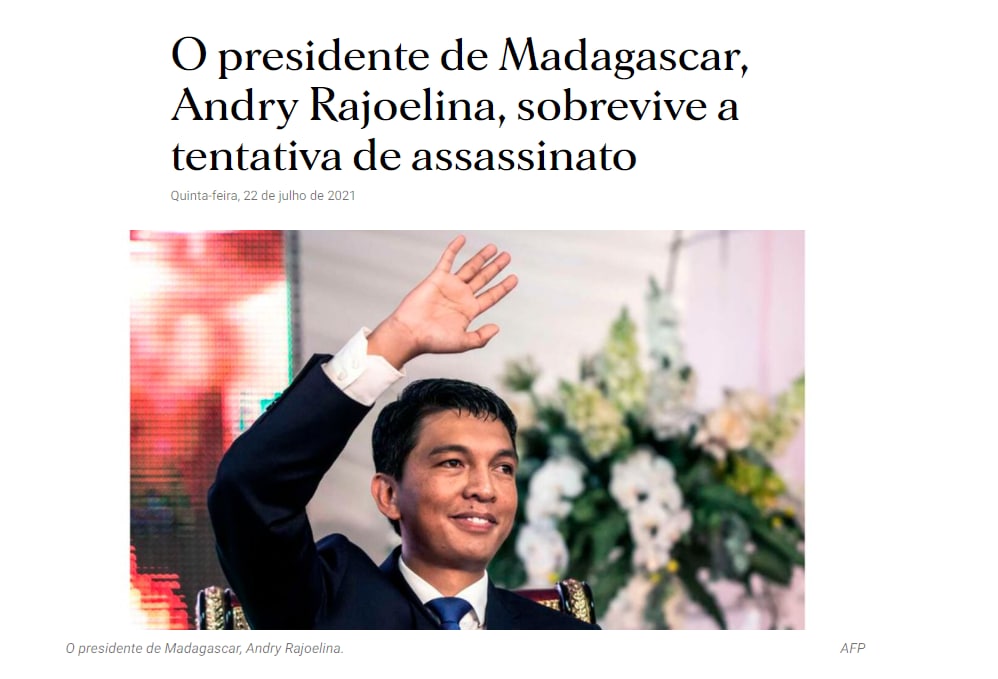 O presidente de Madagascar,
Andry Rajoelina, sobrevive a
tentativa de assassinato
Quinta-feira, 22 de julho de 2021
O presidente de Madagascar, Andry Rajoelina.
AFP